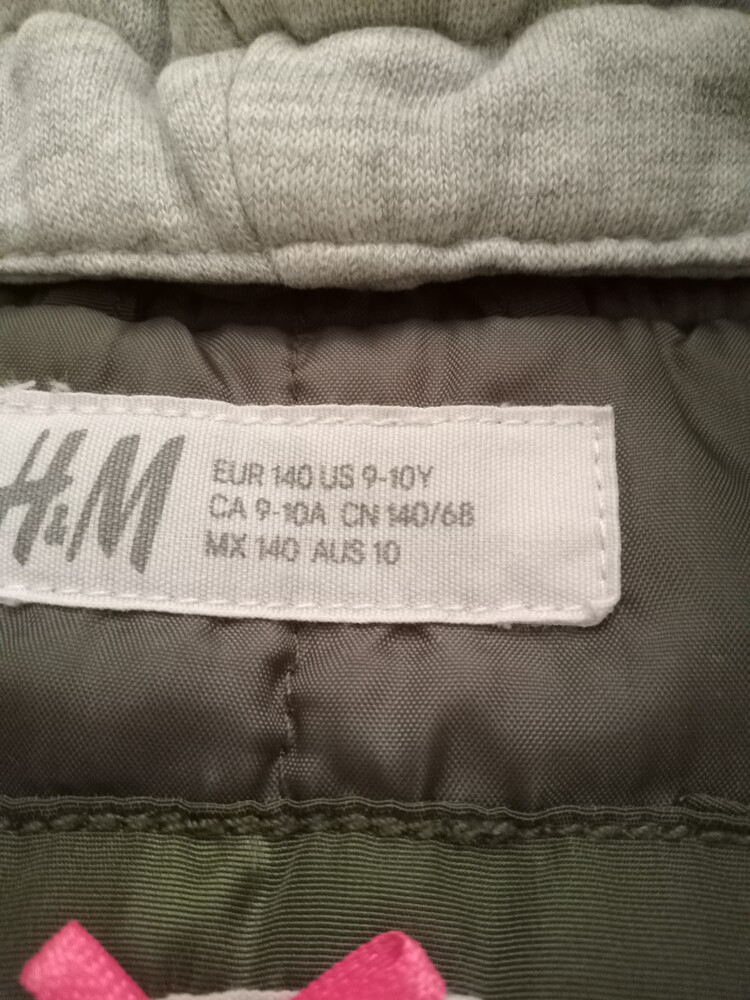 H&M
EUR 140 US 9-10Y
CA 9-10A CN 140/68
MX 140 AUS 10